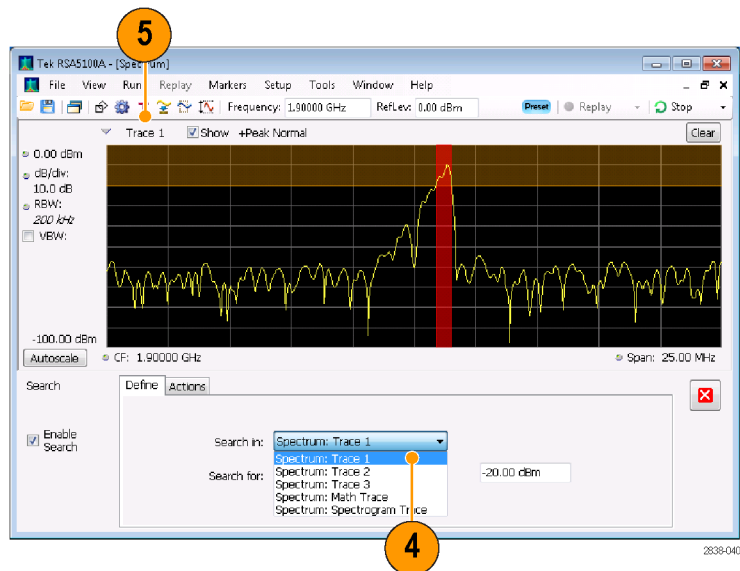 5
Tek RSA5100A - [Spectrum]
File View Run Replay Markers Setup Tools Window Help
Frequency: 1.90000 GHz RefLev: 0.00 dBm Preset Replay Stop
Trace 1 Show +Peak Normal Clear
0.00 dBm
dB/div:
10.0 dB
RBW:
200 kHz
VBW:
-100.00 dBm
Autoscale CF: 1.90000 GHz Span: 25.00 MHz
Search Define Actions
Enable
Search
Search in: Spectrum: Trace 1
Spectrum: Trace 1
Search for: Spectrum: Trace 2 -20.00 dBm
Spectrum: Trace 3
Spectrum: Math Trace
Spectrum: Spectrogram Trace
4
2838-040